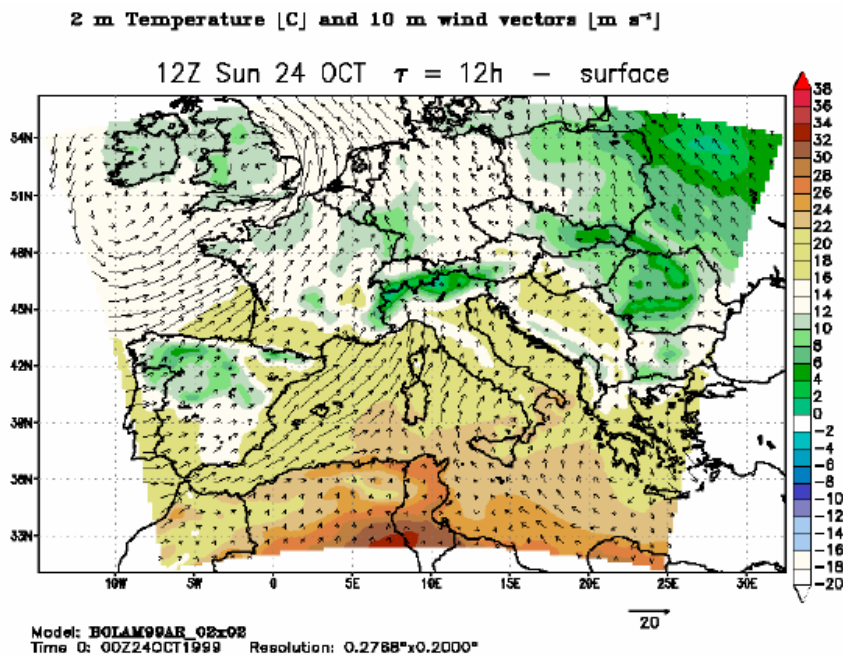 2 m Temperature [C] and 10 m wind vectors [m s⁻¹]
12Z Sun 24 OCT τ = 12h – surface
54N
51N
48N
45N
42N
39N
36N
33N
10W 5W 0 5E 10E 15E 20E 25E 30E
38
36
34
32
30
28
26
24
22
20
18
16
14
12
10
8
6
4
2
0
-2
-4
-6
-8
-10
-12
-14
-16
-18
-20
20
Model: BOLAM99AR_02x02
Time 0: 00Z24OCT1999 Resolution: 0.2768°x0.2000°